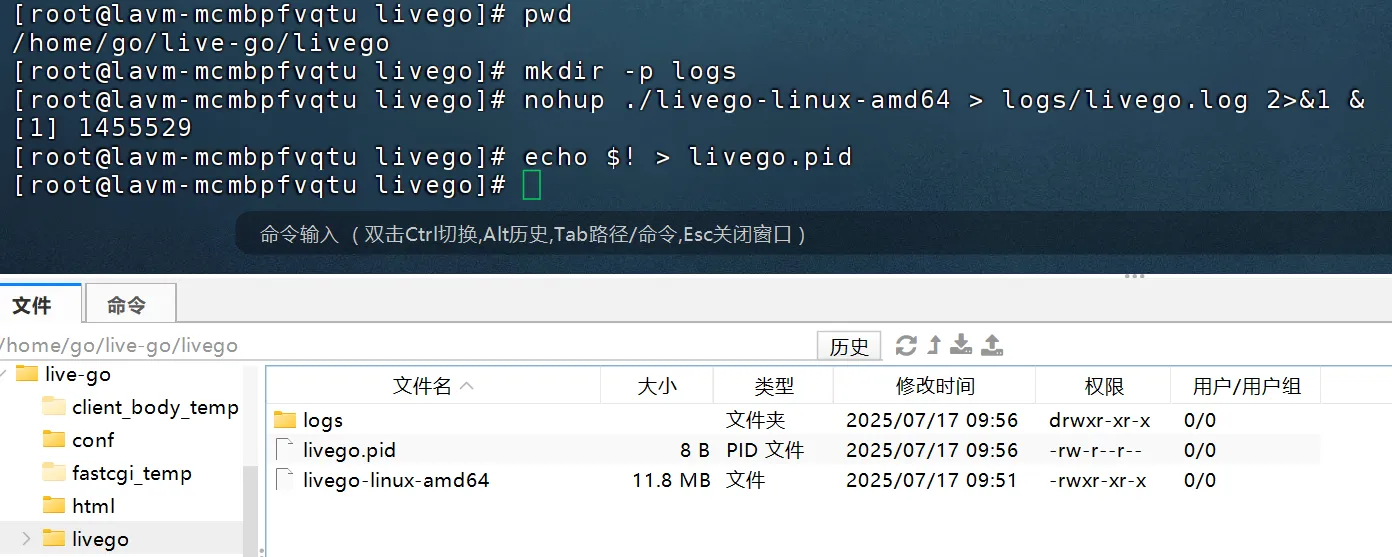 [root@lavm-mcmbpfvqtu livego]# pwd
/home/go/live-go/livego
[root@lavm-mcmbpfvqtu livego]# mkdir -p logs
[root@lavm-mcmbpfvqtu livego]# nohup ./livego-linux-amd64 > logs/livego.log 2>&1 &
[1] 1455529
[root@lavm-mcmbpfvqtu livego]# echo $! > livego.pid
[root@lavm-mcmbpfvqtu livego]#
命令输入 （双击Ctrl切换,Alt历史,Tab路径/命令,Esc关闭窗口）
文件 命令
/home/go/live-go/livego 历史
live-go
client_body_temp
conf
fastcgi_temp
html
livego
文件名 大小 类型 修改时间 权限 用户/用户组
logs 文件夹 2025/07/17 09:56 drwxr-xr-x 0/0
livego.pid 8 B PID 文件 2025/07/17 09:56 -rw-r--r-- 0/0
livego-linux-amd64 11.8 MB 文件 2025/07/17 09:51 -rwxr-xr-x 0/0